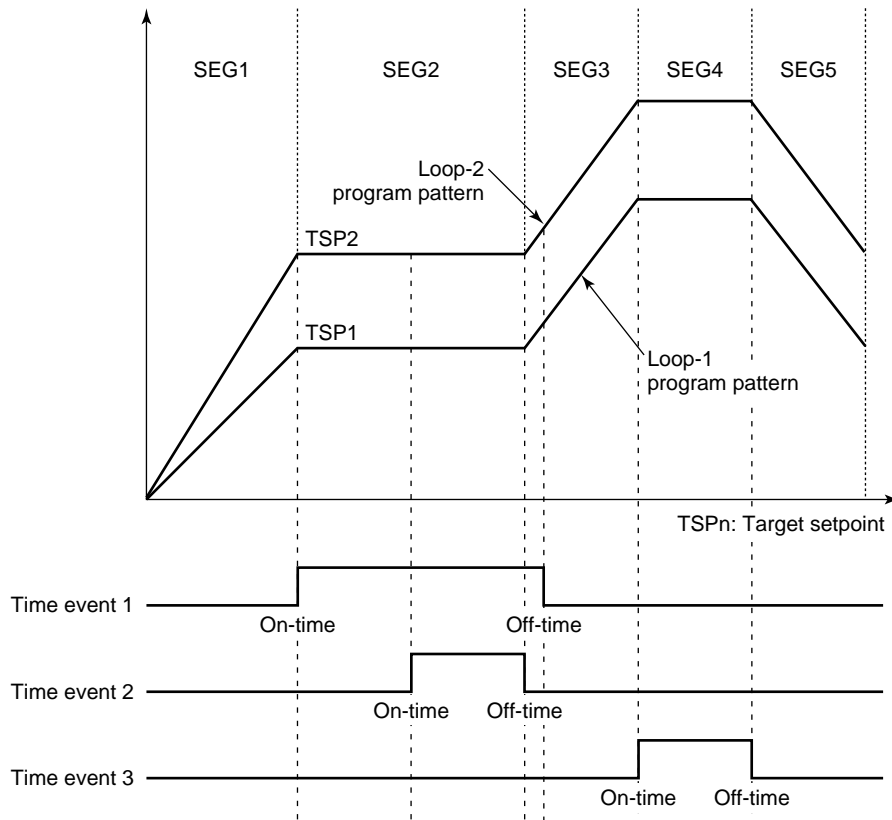 SEG1
SEG2
SEG3
SEG4
SEG5
Loop-2
program pattern
TSP2
TSP1
Loop-1
program pattern
TSPn: Target setpoint
Time event 1
On-time
Off-time
Time event 2
On-time
Off-time
Time event 3
On-time
Off-time